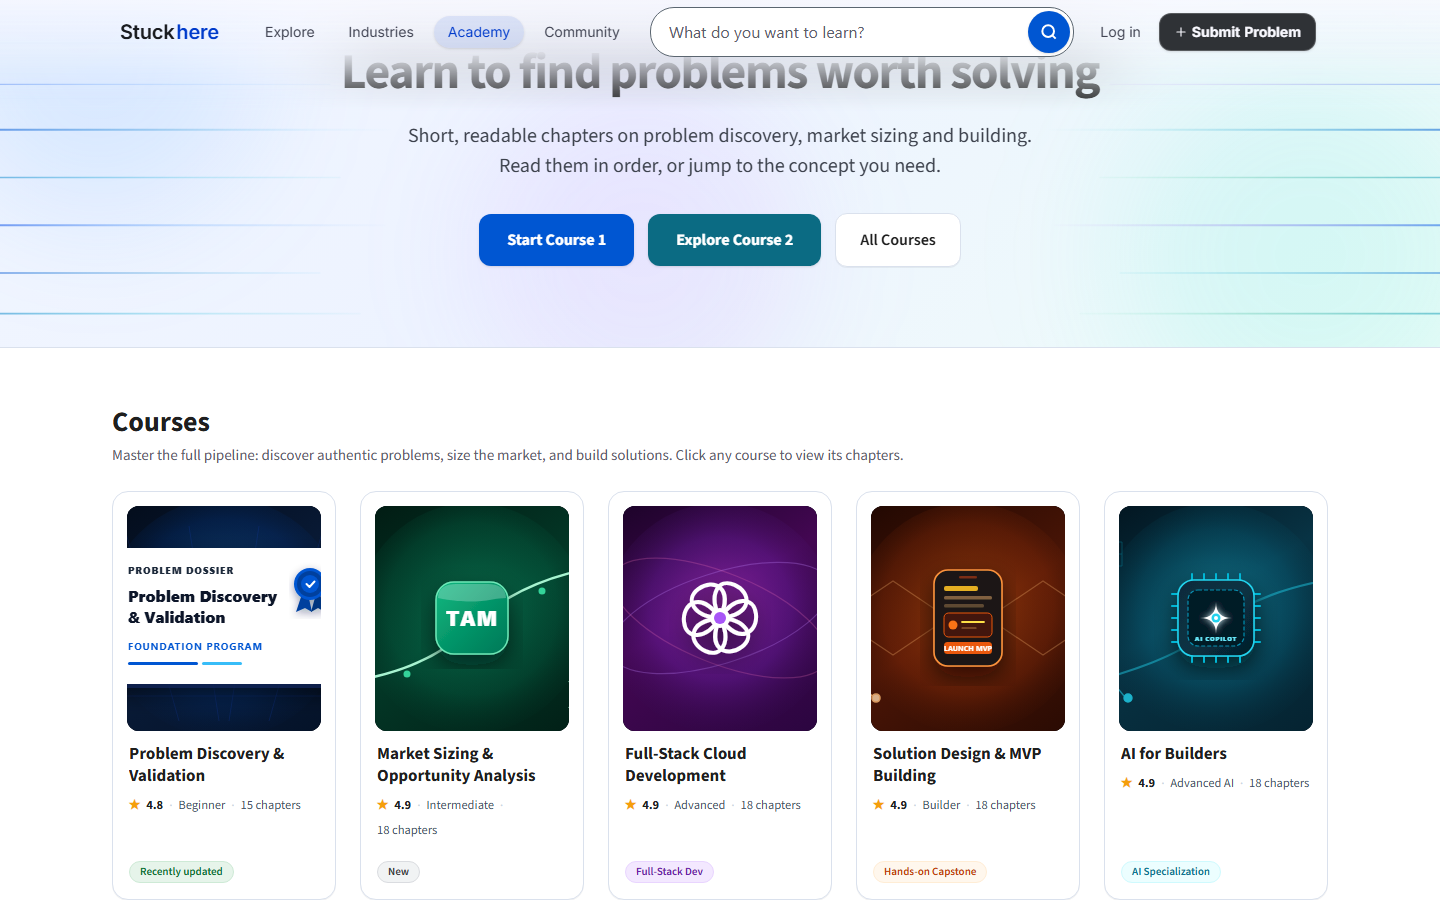 Stuckhere
Explore
Industries
Academy
Community
What do you want to learn?
Log in
+ Submit Problem
Learn to find problems worth solving
Short, readable chapters on problem discovery, market sizing and building.
Read them in order, or jump to the concept you need.
Start Course 1
Explore Course 2
All Courses
Courses
Master the full pipeline: discover authentic problems, size the market, and build solutions. Click any course to view its chapters.
PROBLEM DOSSIER
Problem Discovery
& Validation
FOUNDATION PROGRAM
Problem Discovery &
Validation
★ 4.8 · Beginner · 15 chapters
Recently updated
TAM
Market Sizing &
Opportunity Analysis
★ 4.9 · Intermediate ·
18 chapters
New
Full-Stack Cloud
Development
★ 4.9 · Advanced · 18 chapters
Full-Stack Dev
LAUNCH MVP
Solution Design & MVP
Building
★ 4.9 · Builder · 18 chapters
Hands-on Capstone
AI COPILOT
AI for Builders
★ 4.9 · Advanced AI · 18 chapters
AI Specialization